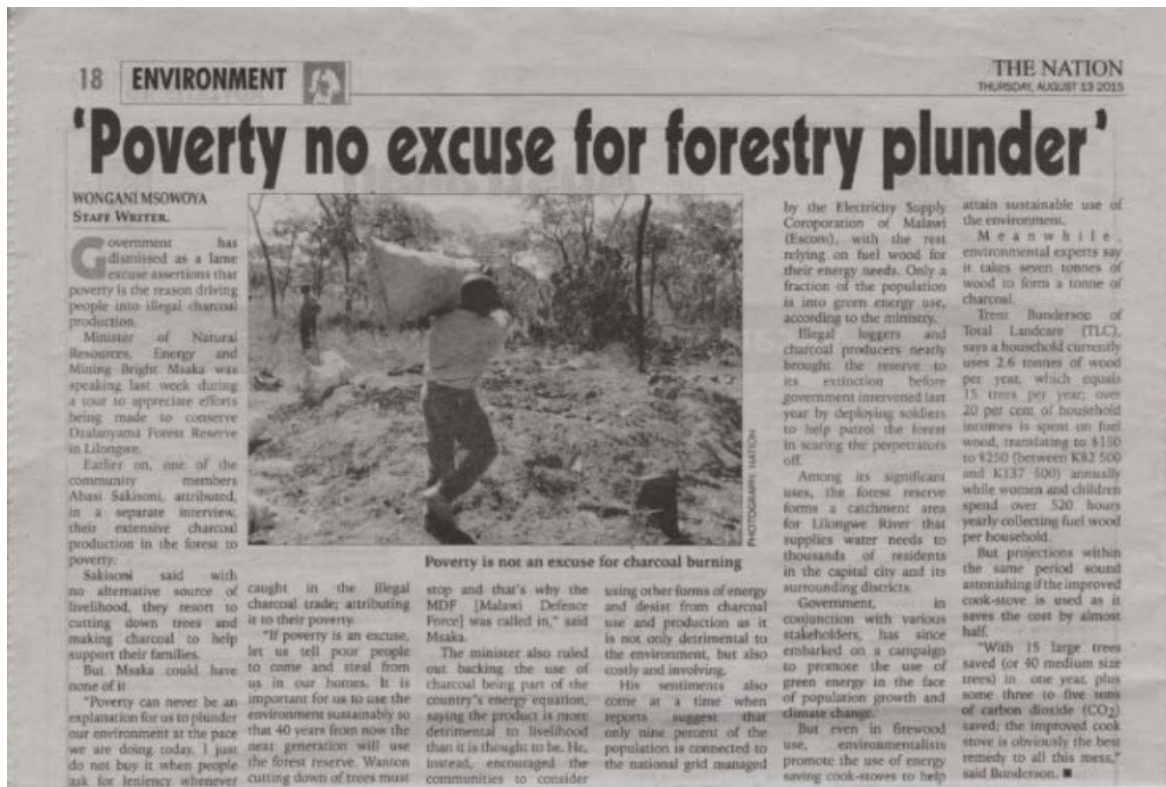 18 ENVIRONMENT
THE NATION
THURSDAY, AUGUST 13 2015
‘Poverty no excuse for forestry plunder’
WONGANI MSOWOYA
STAFF WRITER
Government has
dismissed as a lame
excuse assertions that
poverty is the reason driving
people into illegal charcoal
production.
Minister of Natural
Resources, Energy and
Mining Bright Msaka was
speaking last week during
a tour to appreciate efforts
being made to conserve
Dzalanyama Forest Reserve
in Lilongwe.
Earlier on, one of the
community members
Abasi Sakisoni, attributed,
in a separate interview,
their extensive charcoal
production in the forest to
poverty.
Sakisoni said with
no alternative source of
livelihood, they resort to
cutting down trees and
making charcoal to help
support their families.
But Msaka could have
none of it
“Poverty can never be an
explanation for us to plunder
our environment at the pace
we are doing today. I just
do not buy it when people
ask for leniency whenever
PHOTOGRAPH: NATION
Poverty is not an excuse for charcoal burning
caught in the illegal
charcoal trade; attributing
it to their poverty.
“If poverty is an excuse,
let us tell poor people
to come and steal from
us in our homes. It is
important for us to use the
environment sustainably so
that 40 years from now the
next generation will use
the forest reserve. Wanton
cutting down of trees must
stop and that’s why the
MDF [Malawi Defence
Force] was called in,” said
Msaka.
The minister also ruled
out backing the use of
charcoal being part of the
country’s energy equation,
saying the product is more
detrimental to livelihood
than it is thought to be. He,
instead, encouraged the
communities to consider
using other forms of energy
and desist from charcoal
use and production as it
is not only detrimental to
the environment, but also
costly and involving.
His sentiments also
come at a time when
reports suggest that
only nine percent of the
population is connected to
the national grid managed
by the Electricity Supply
Coroporation of Malawi
(Escom), with the rest
relying on fuel wood for
their energy needs. Only a
fraction of the population
is into green energy use,
according to the ministry.
Illegal loggers and
charcoal producers nearly
brought the reserve to
its extinction before
government intervened last
year by deploying soldiers
to help patrol the forest
in scaring the perpetrators
off.
Among its significant
uses, the forest reserve
forms a catchment area
for Lilongwe River that
supplies water needs to
thousands of residents
in the capital city and its
surrounding districts.
Government, in
conjunction with various
stakeholders, has since
embarked on a campaign
to promote the use of
green energy in the face
of population growth and
climate change.
But even in firewood
use, environmentalists
promote the use of energy
saving cook-stoves to help
attain sustainable use of
the environment.
Meanwhile,
environmental experts say
it takes seven tonnes of
wood to form a tonne of
charcoal.
Trent Bunderson of
Total Landcare (TLC),
says a household currently
uses 2.6 tonnes of wood
per year, which equals
15 trees per year; over
20 per cent of household
incomes is spent on fuel
wood, translating to $150
to $250 (between K82 500
and K137 500) annually
while women and children
spend over 520 hours
yearly collecting fuel wood
per household.
But projections within
the same period sound
astonishing if the improved
cook-stove is used as it
saves the cost by almost
half.
“With 15 large trees
saved (or 40 medium size
trees) in one year, plus
some three to five tons
of carbon dioxide (CO2)
saved; the improved cook
stove is obviously the best
remedy to all this mess,”
said Bunderson. ■